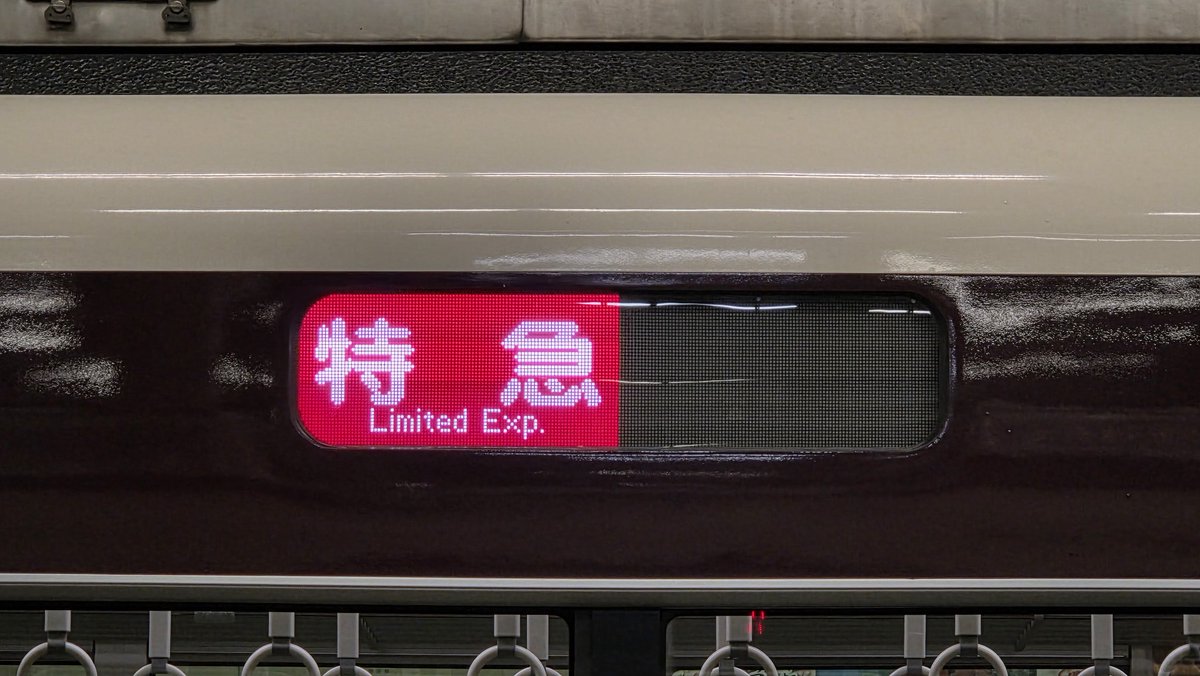 特急
Limited Exp.